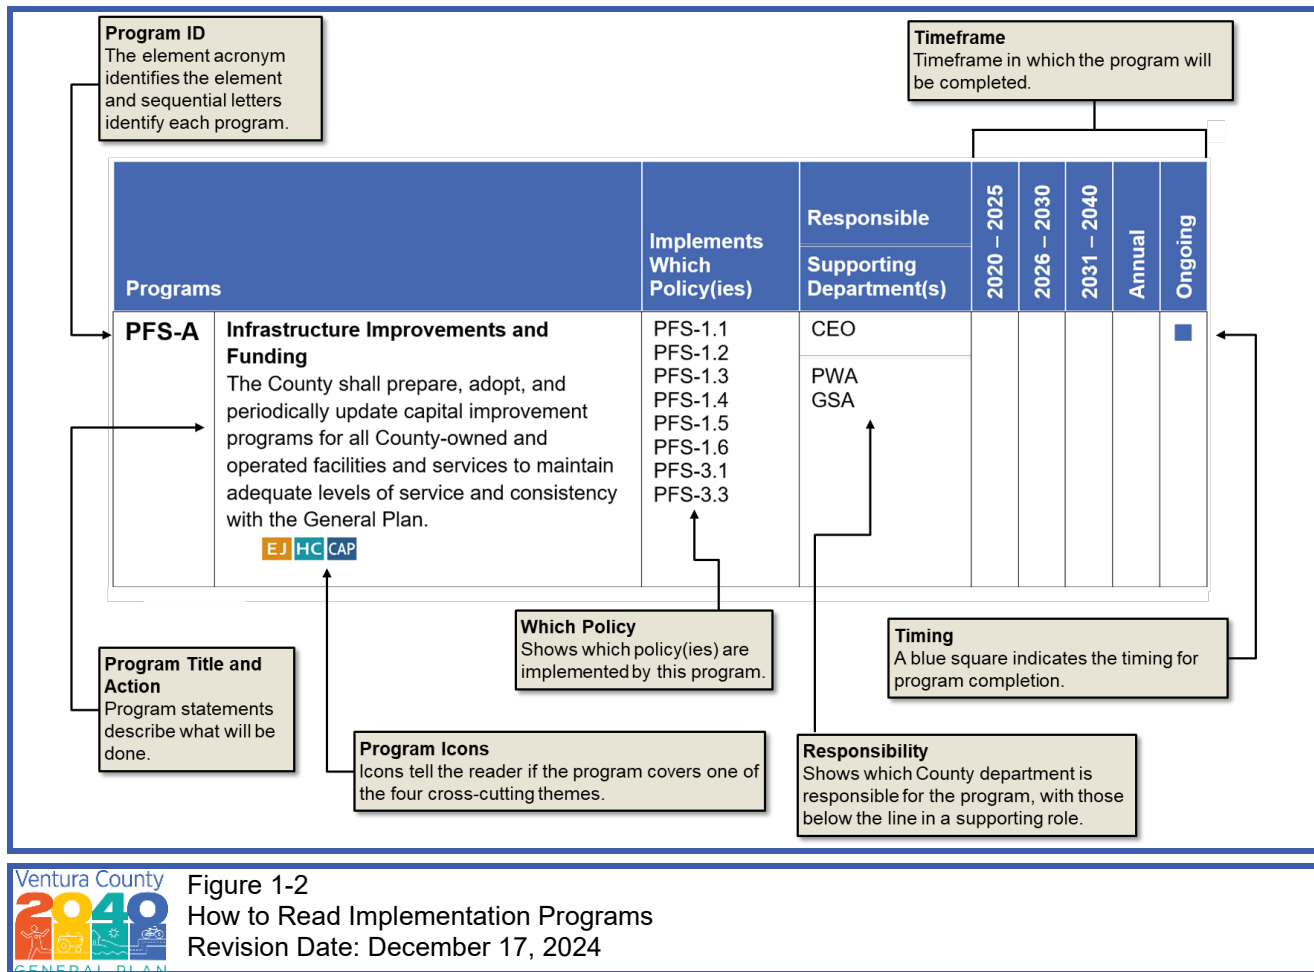 Program ID
The element acronym
identifies the element
and sequential letters
identify each program.
Timeframe
Timeframe in which the program will
be completed.
Programs
Implements
Which
Policy(ies)
Responsible
Supporting
Department(s)
2020 – 2025
2026 – 2030
2031 – 2040
Annual
Ongoing
PFS-A
Infrastructure Improvements and
Funding
The County shall prepare, adopt, and
periodically update capital improvement
programs for all County-owned and
operated facilities and services to maintain
adequate levels of service and consistency
with the General Plan.
EJ HC CAP
PFS-1.1
PFS-1.2
PFS-1.3
PFS-1.4
PFS-1.5
PFS-1.6
PFS-3.1
PFS-3.3
CEO
PWA
GSA
Which Policy
Shows which policy(ies) are
implemented by this program.
Timing
A blue square indicates the timing for
program completion.
Program Title and
Action
Program statements
describe what will be
done.
Program Icons
Icons tell the reader if the program covers one of
the four cross-cutting themes.
Responsibility
Shows which County department is
responsible for the program, with those
below the line in a supporting role.
Ventura County
2040
GENERAL PLAN
Figure 1-2
How to Read Implementation Programs
Revision Date: December 17, 2024